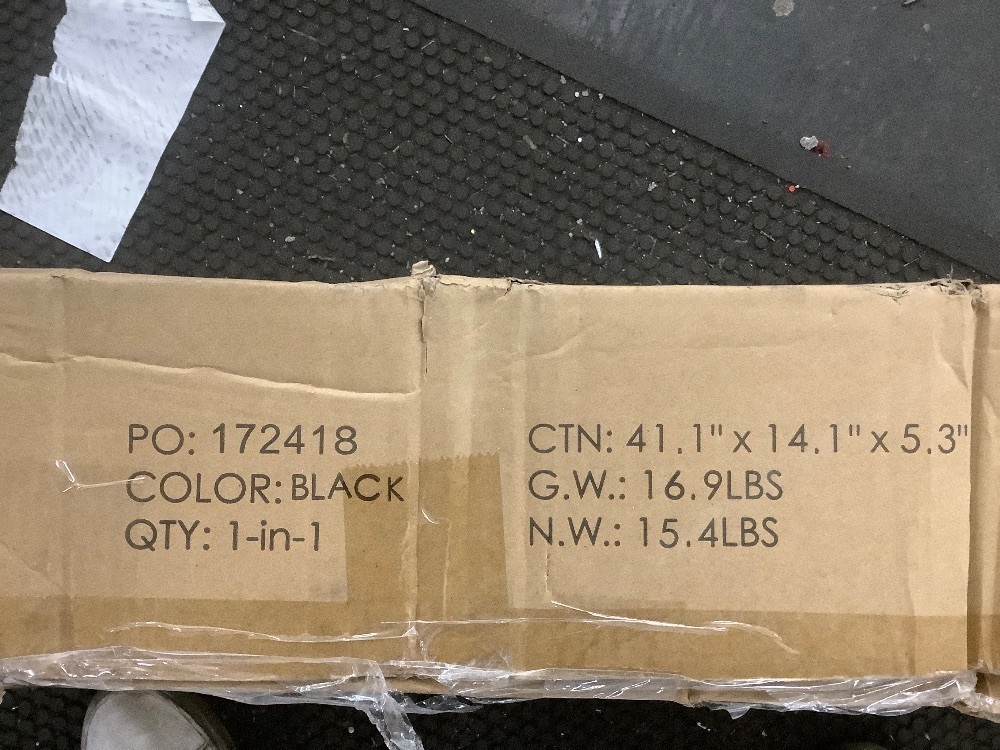 PO: 172418
COLOR: BLACK
QTY: 1-in-1
CTN: 41.1" x 14.1" x 5.3"
G.W.: 16.9LBS
N.W.: 15.4LBS